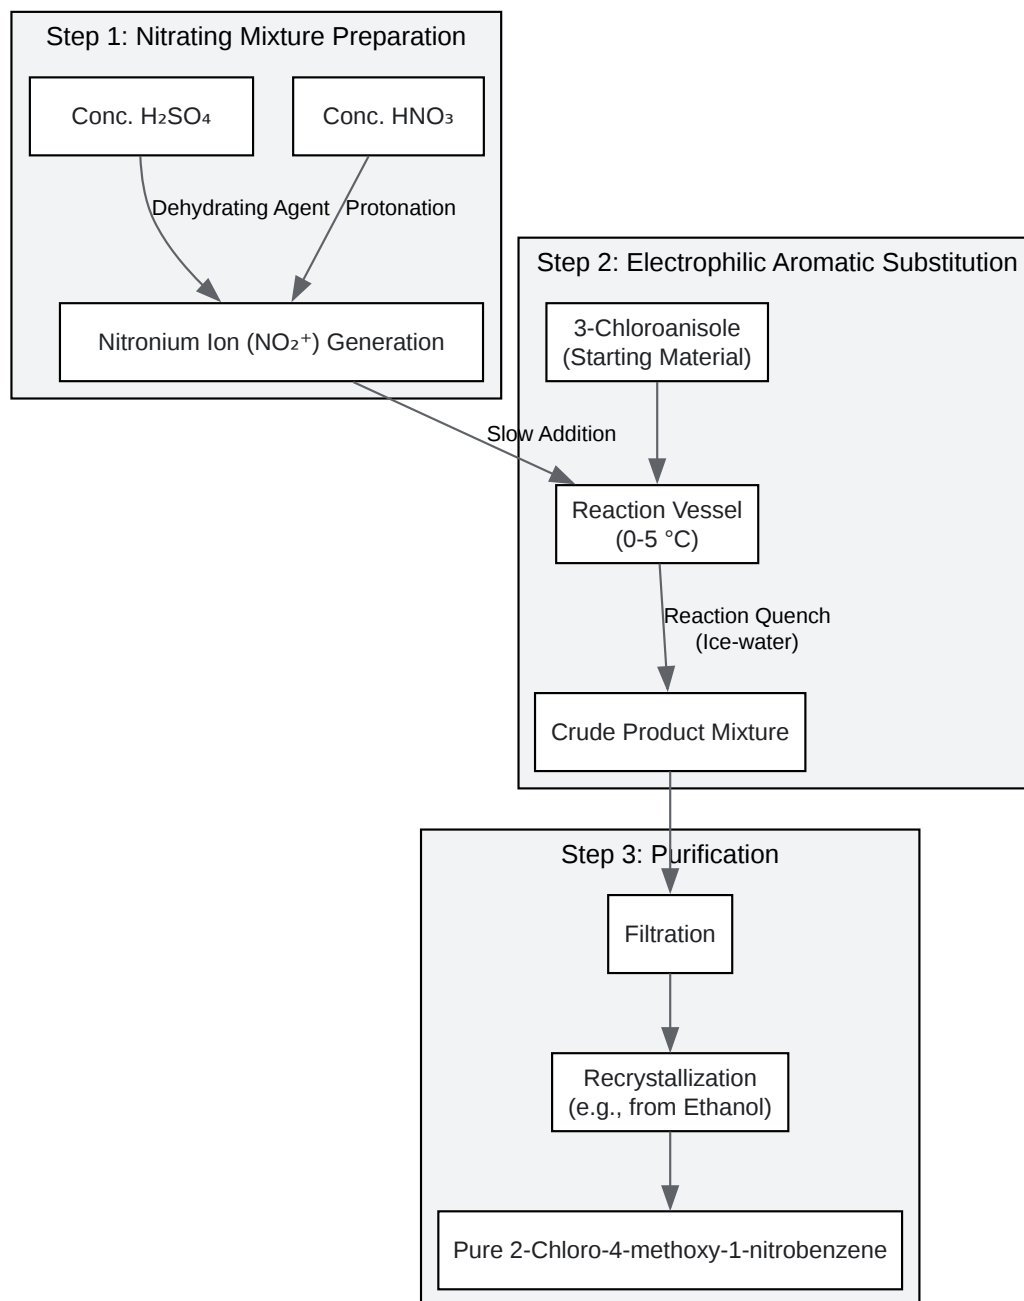 Step 1: Nitrating Mixture Preparation
Conc. H₂SO₄
Conc. HNO₃
Dehydrating Agent
Protonation
Nitronium Ion (NO₂⁺) Generation
Step 2: Electrophilic Aromatic Substitution
3-Chloroanisole
(Starting Material)
Slow Addition
Reaction Vessel
(0-5 °C)
Reaction Quench
(Ice-water)
Crude Product Mixture
Step 3: Purification
Filtration
Recrystallization
(e.g., from Ethanol)
Pure 2-Chloro-4-methoxy-1-nitrobenzene